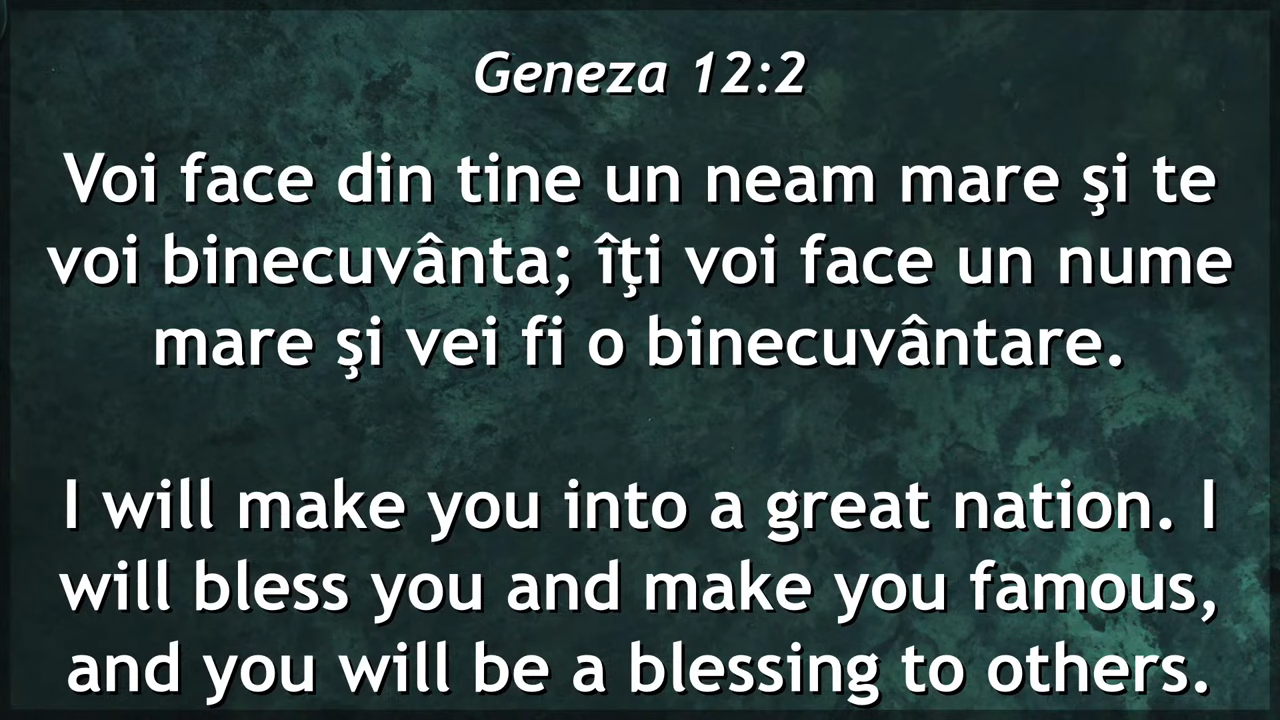 Geneza 12:2
Voi face din tine un neam mare şi te
voi binecuvânta; îţi voi face un nume
mare şi vei fi o binecuvântare.
I will make you into a great nation. I
will bless you and make you famous,
and you will be a blessing to others.